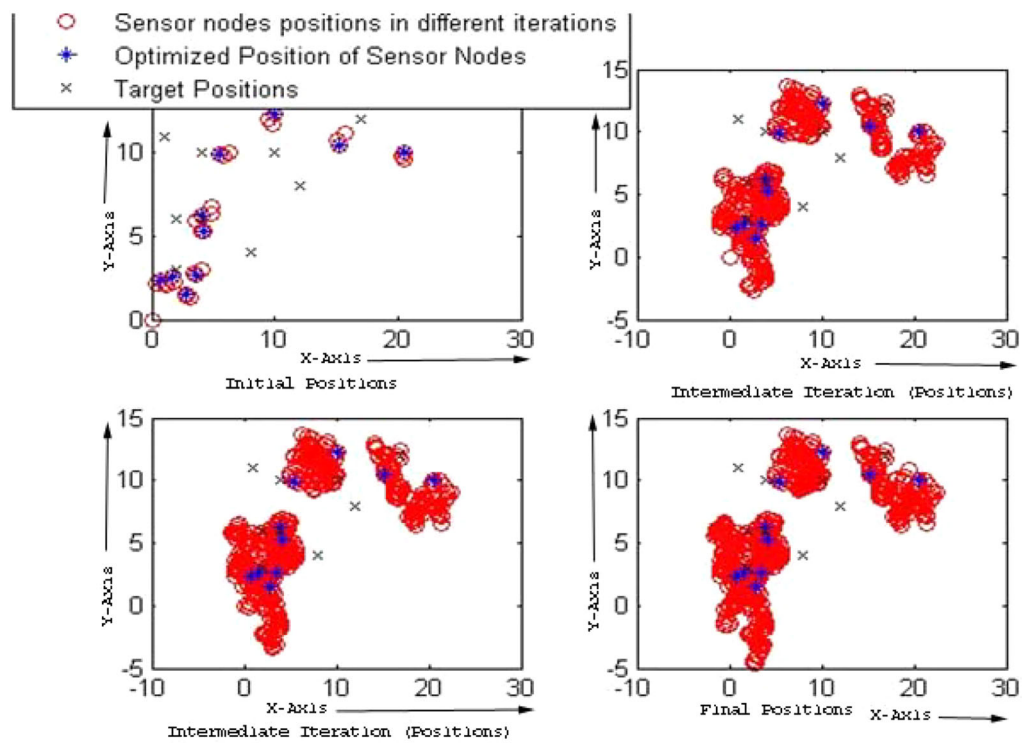 Sensor nodes positions in different iterations
Optimized Position of Sensor Nodes
Target Positions
10
5
0
Y-Axis
0
10
20
30
X-Axis
Initial Positions
15
10
5
0
-5
Y-Axis
-10
0
10
20
30
X-Axis
Intermediate Iteration (Positions)
15
10
5
0
-5
Y-Axis
-10
0
10
20
30
X-Axis
Intermediate Iteration (Positions)
15
10
5
0
-5
Y-Axis
-10
0
10
20
30
Final Positions
X-Axis